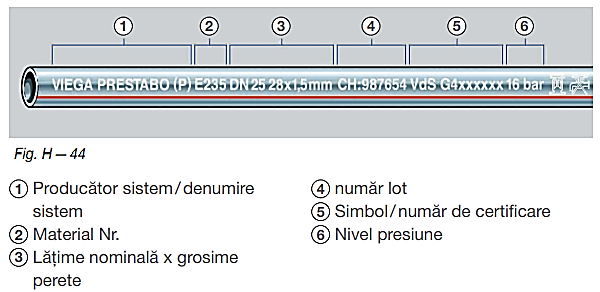 1 2 3 4 5 6
VIEGA PRESTABO (P) E235 DN 25 28x1,5mm CH:987654 VdS G4xxxxxx 16 bar
Fig. H – 44
1 Producător sistem / denumire
sistem
2 Material Nr.
3 Lățime nominală x grosime
perete
4 număr lot
5 Simbol / număr de certificare
6 Nivel presiune